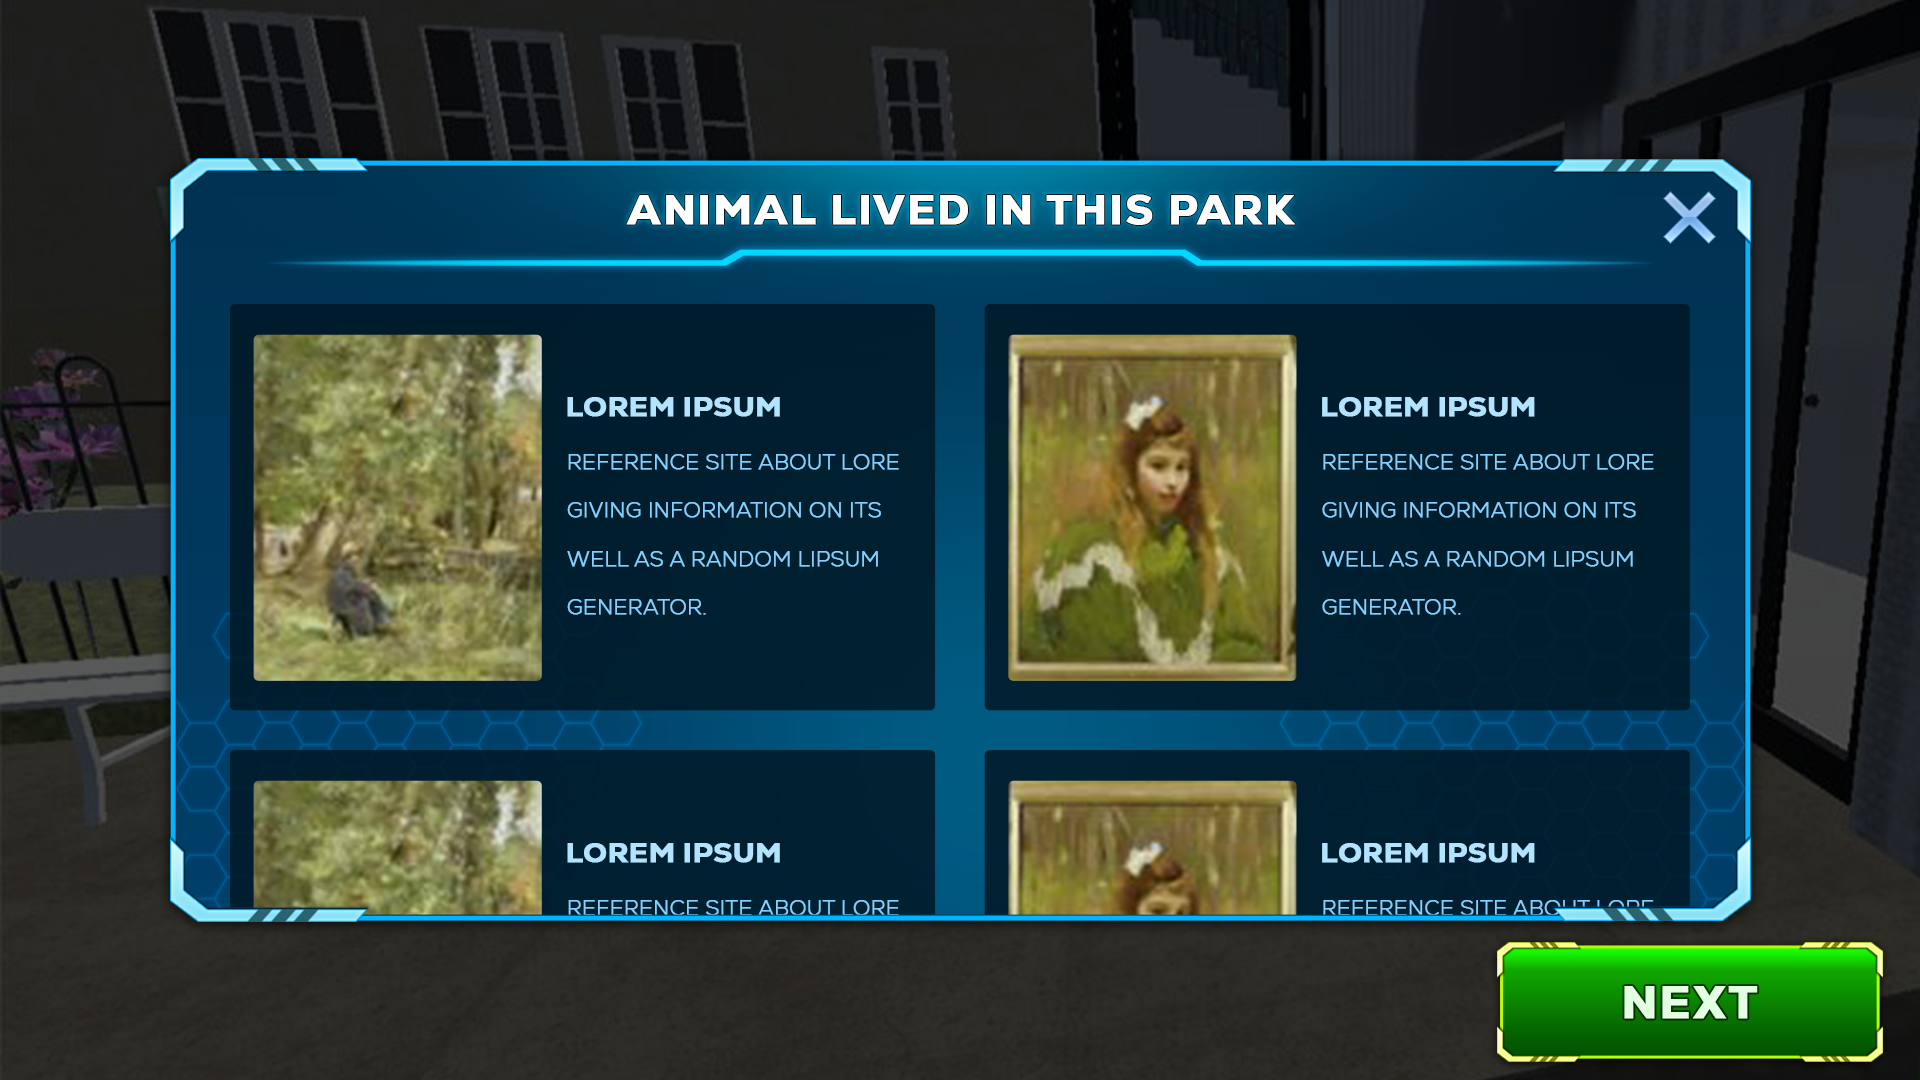 ANIMAL LIVED IN THIS PARK
LOREM IPSUM
REFERENCE SITE ABOUT LORE
GIVING INFORMATION ON ITS
WELL AS A RANDOM LIPSUM
GENERATOR.
LOREM IPSUM
REFERENCE SITE ABOUT LORE
GIVING INFORMATION ON ITS
WELL AS A RANDOM LIPSUM
GENERATOR.
LOREM IPSUM
REFERENCE SITE ABOUT LORE
LOREM IPSUM
REFERENCE SITE ABOUT LORE
NEXT